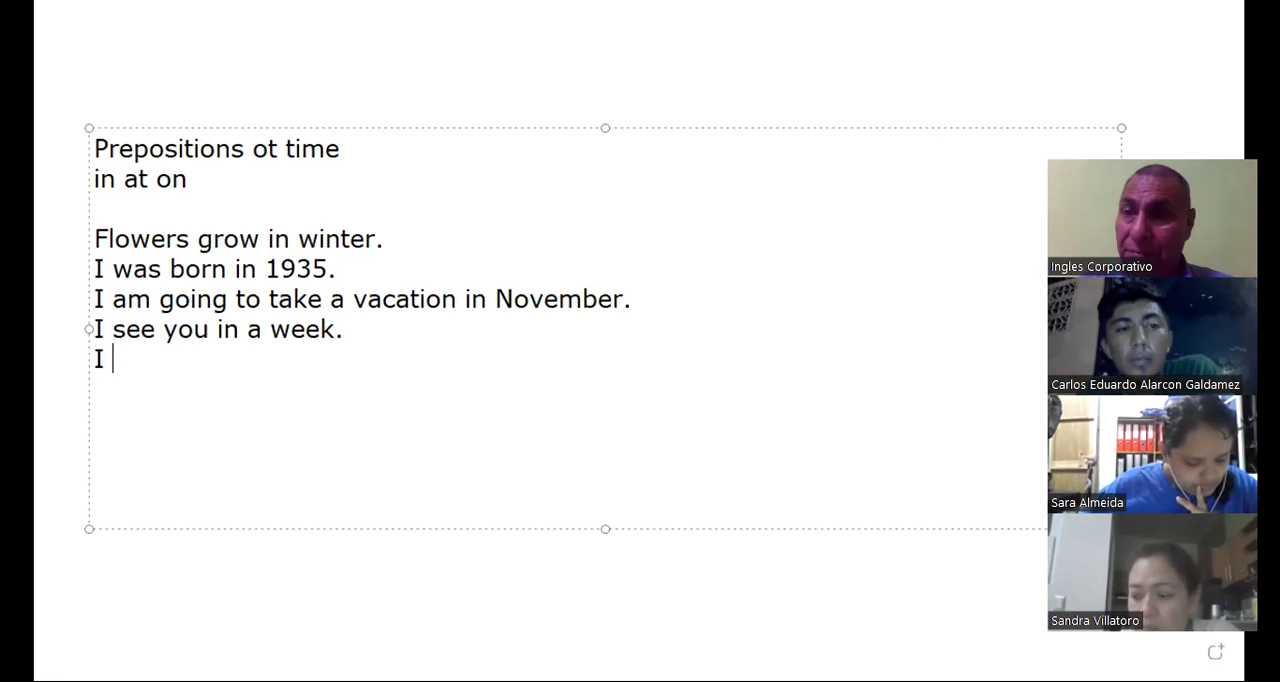 Prepositions ot time
in at on
Flowers grow in winter.
I was born in 1935.
I am going to take a vacation in November.
I see you in a week.
I
Ingles Corporativo
Carlos Eduardo Alarcon Galdamez
Sara Almeida
Sandra Villatoro